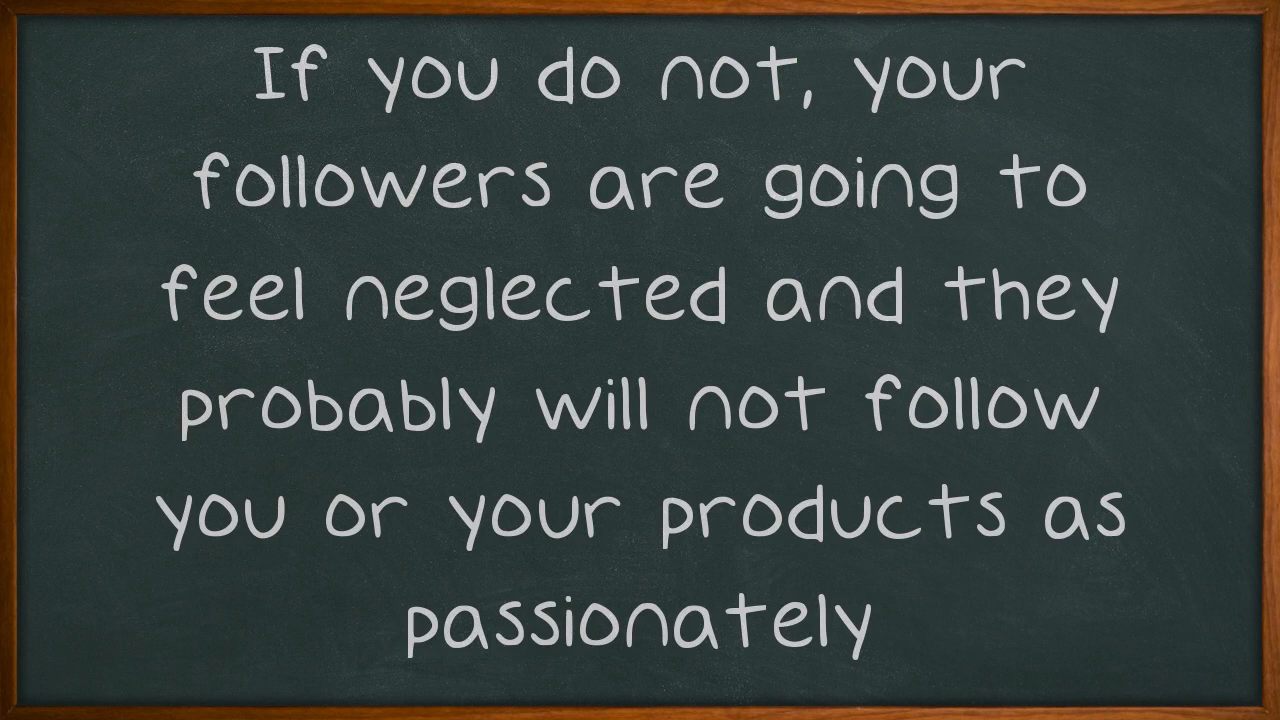 If you do not, your
followers are going to
feel neglected and they
probably will not follow
you or your products as
passionately